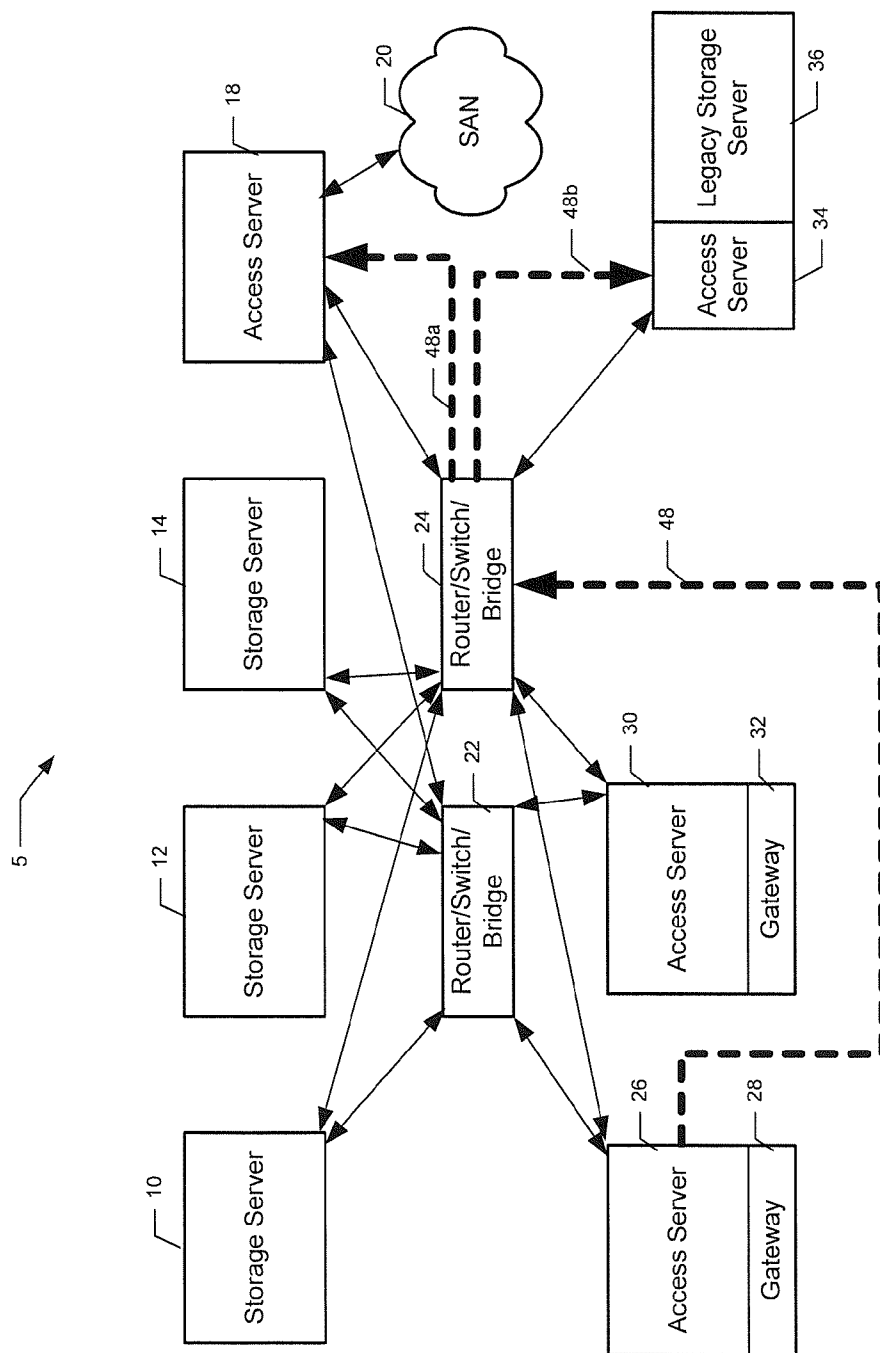 5
10
Storage Server
12
Storage Server
14
Storage Server
18
Access Server
20
SAN
22
Router/Switch/
Bridge
24
Router/Switch/
Bridge
48a
48b
26
Access Server
28
Gateway
30
Access Server
32
Gateway
48
Access
Server
34
Legacy Storage
Server
36